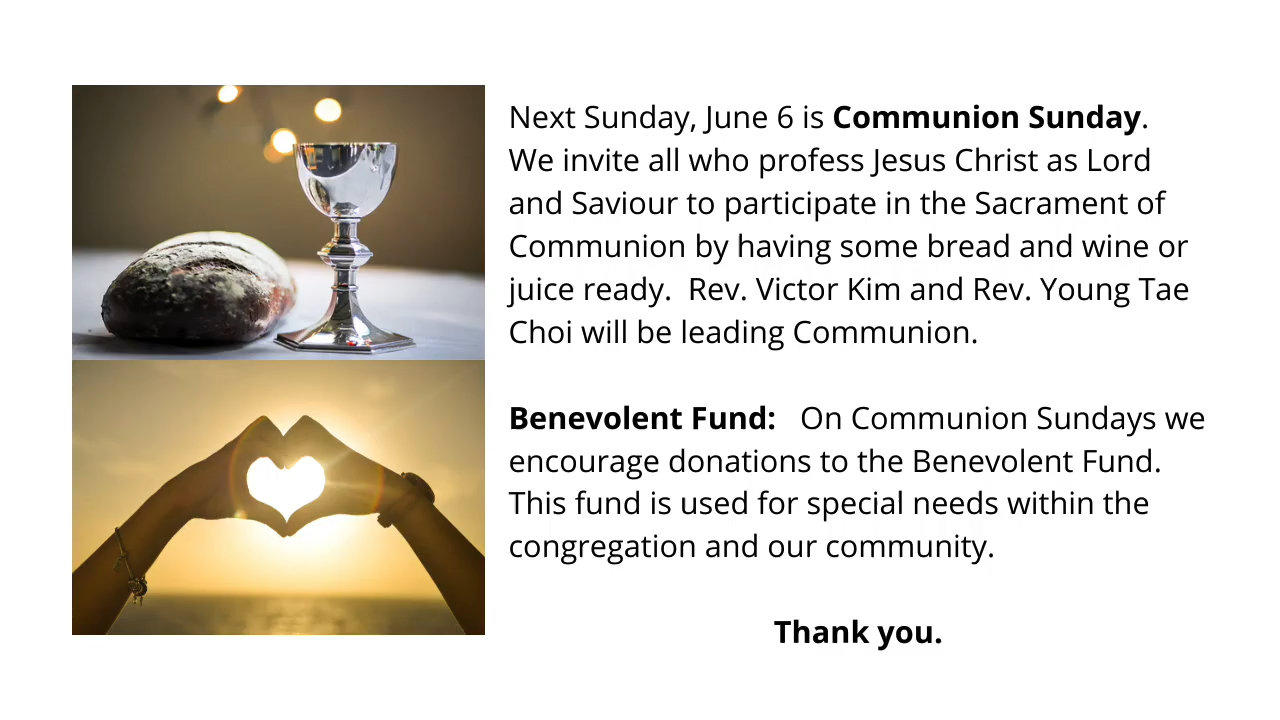 Next Sunday, June 6 is Communion Sunday.
We invite all who profess Jesus Christ as Lord
and Saviour to participate in the Sacrament of
Communion by having some bread and wine or
juice ready.  Rev. Victor Kim and Rev. Young Tae
Choi will be leading Communion.
Benevolent Fund:   On Communion Sundays we
encourage donations to the Benevolent Fund.
This fund is used for special needs within the
congregation and our community.
Thank you.